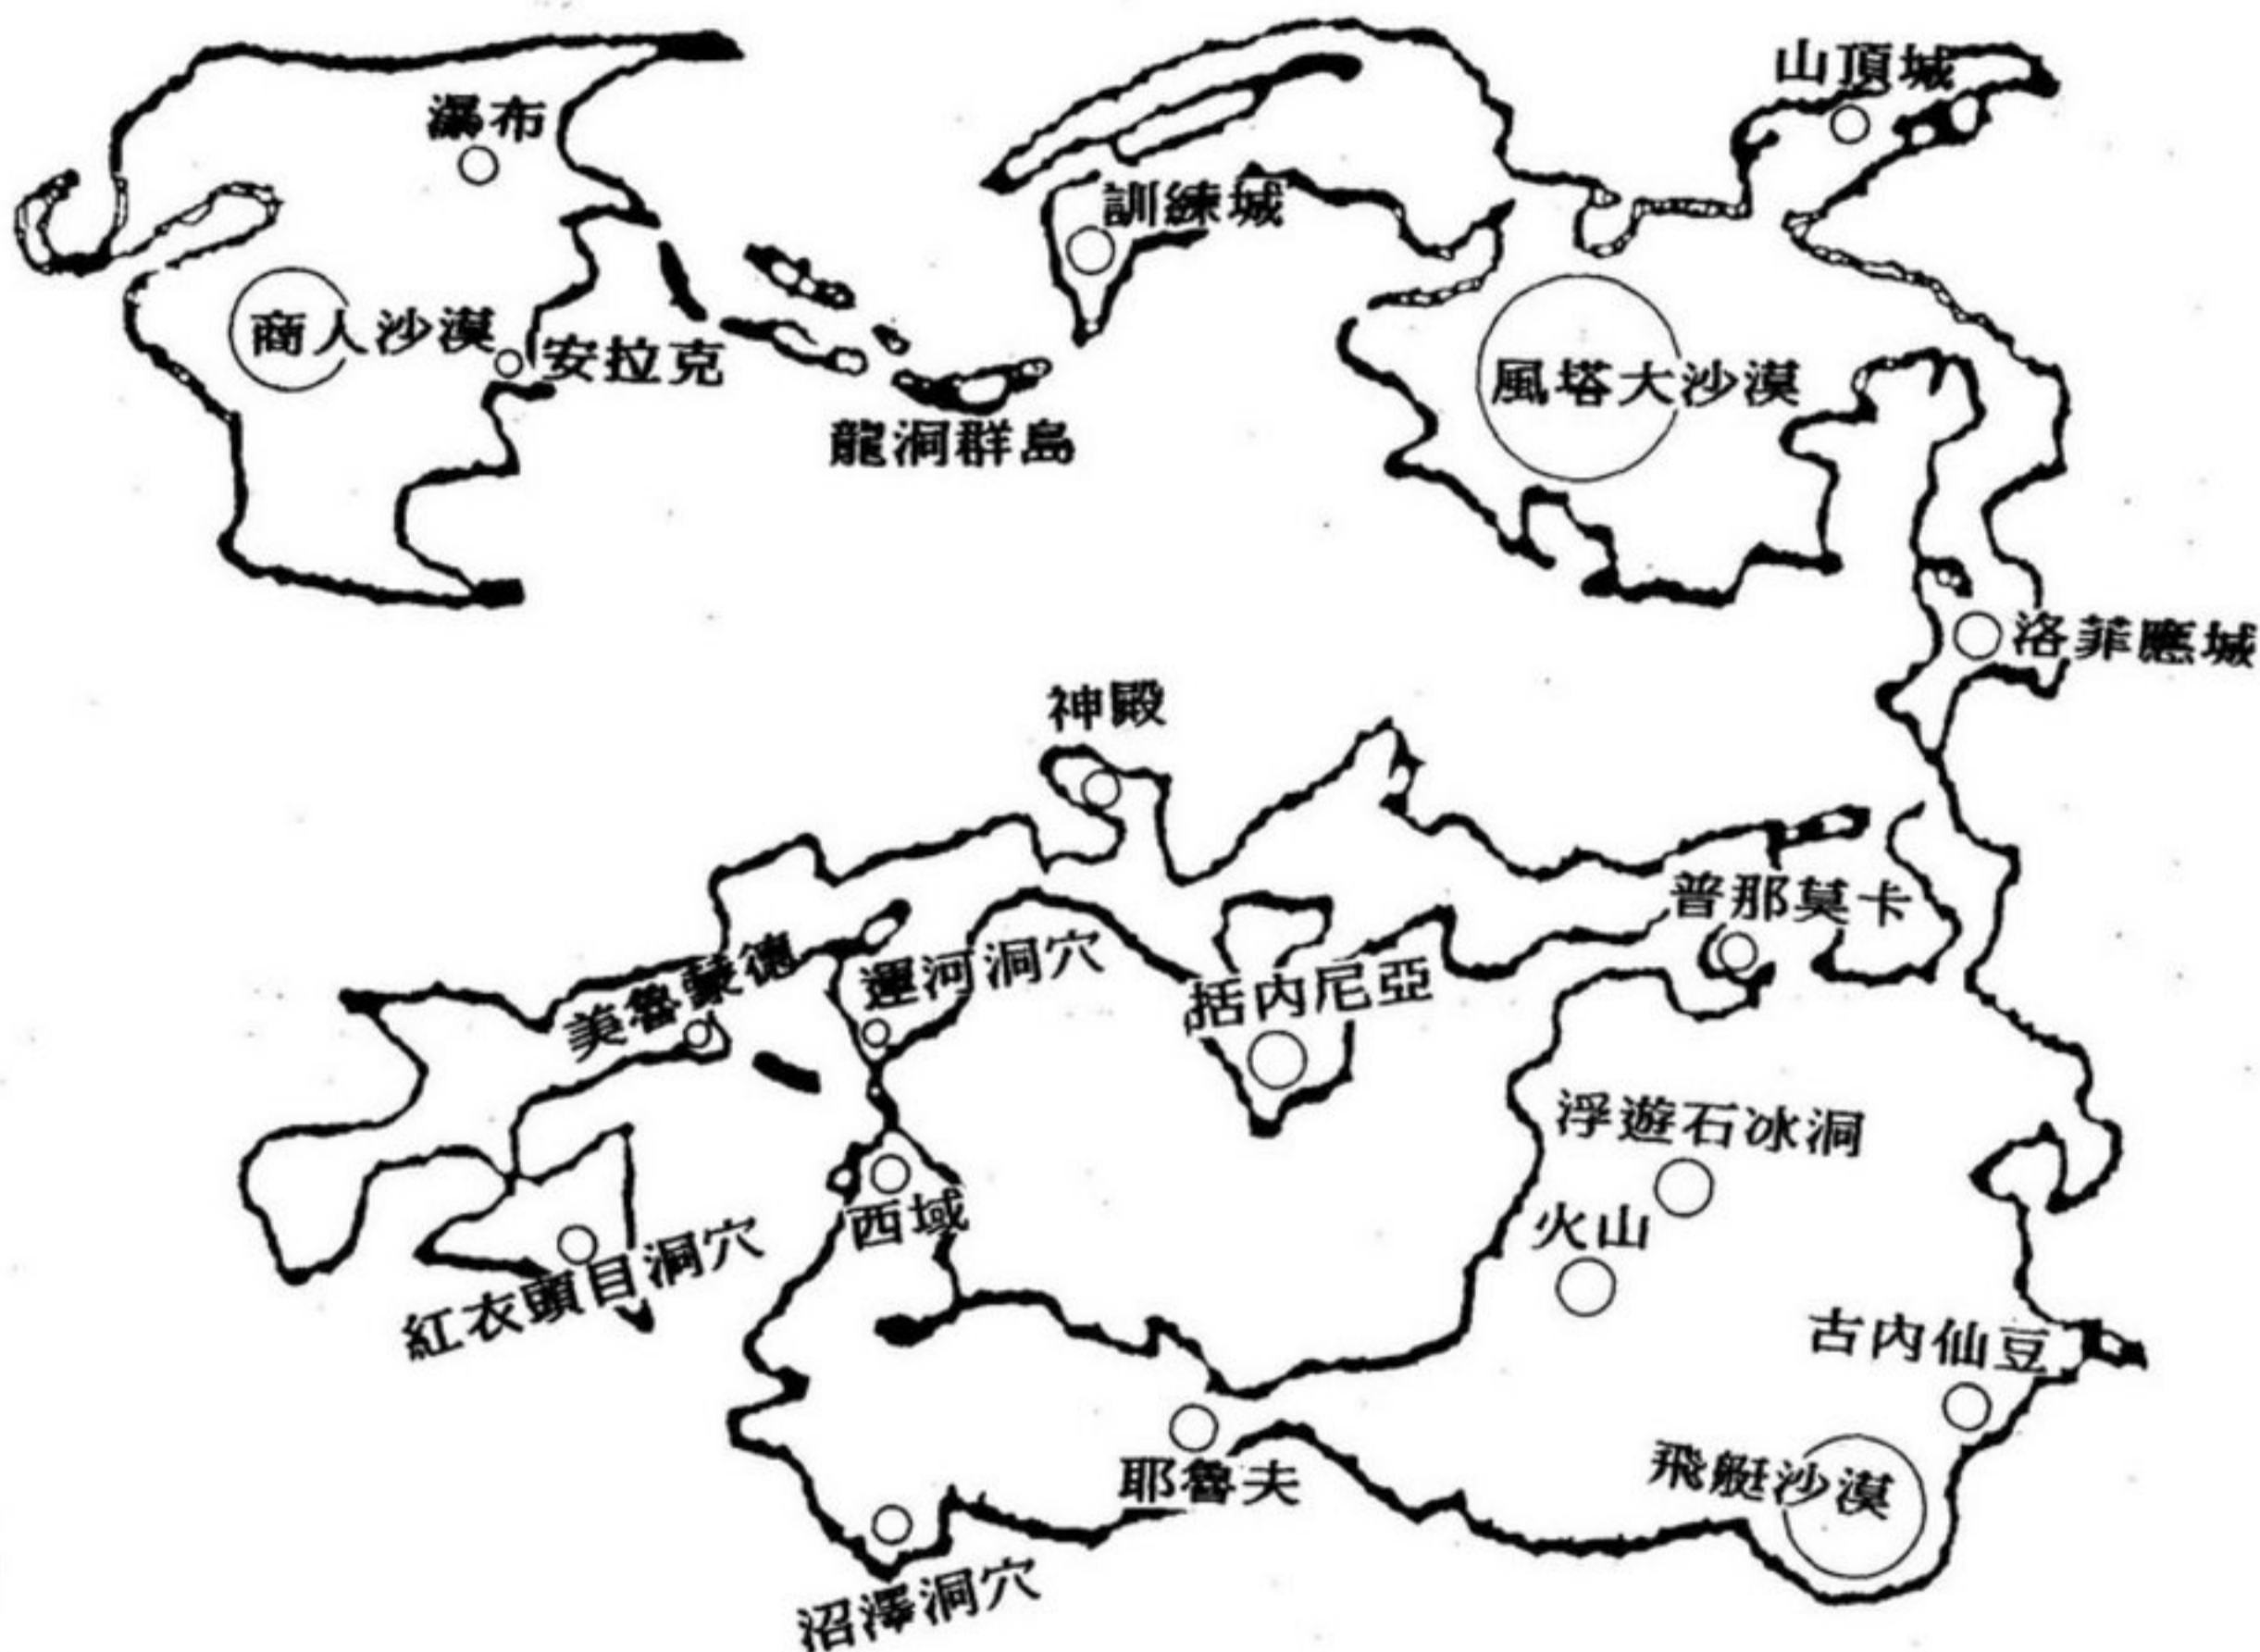 山頂城
瀑布
訓練城
商人沙漠
安拉克
風塔大沙漠
龍洞群島
洛菲應城
神殿
普那莫卡
美魯蒙德
運河洞穴
括內尼亞
浮遊石冰洞
西域
火山
紅衣頭目洞穴
古內仙豆
耶魯夫
飛艇沙漠
沼澤洞穴